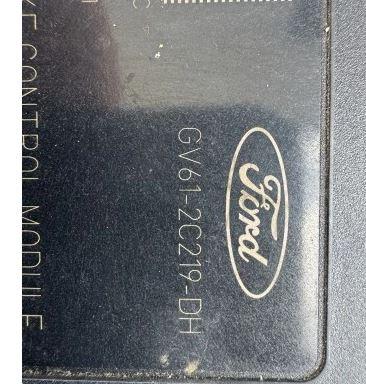 Ford
GV61-2C219-DH
CONTROL MODULE